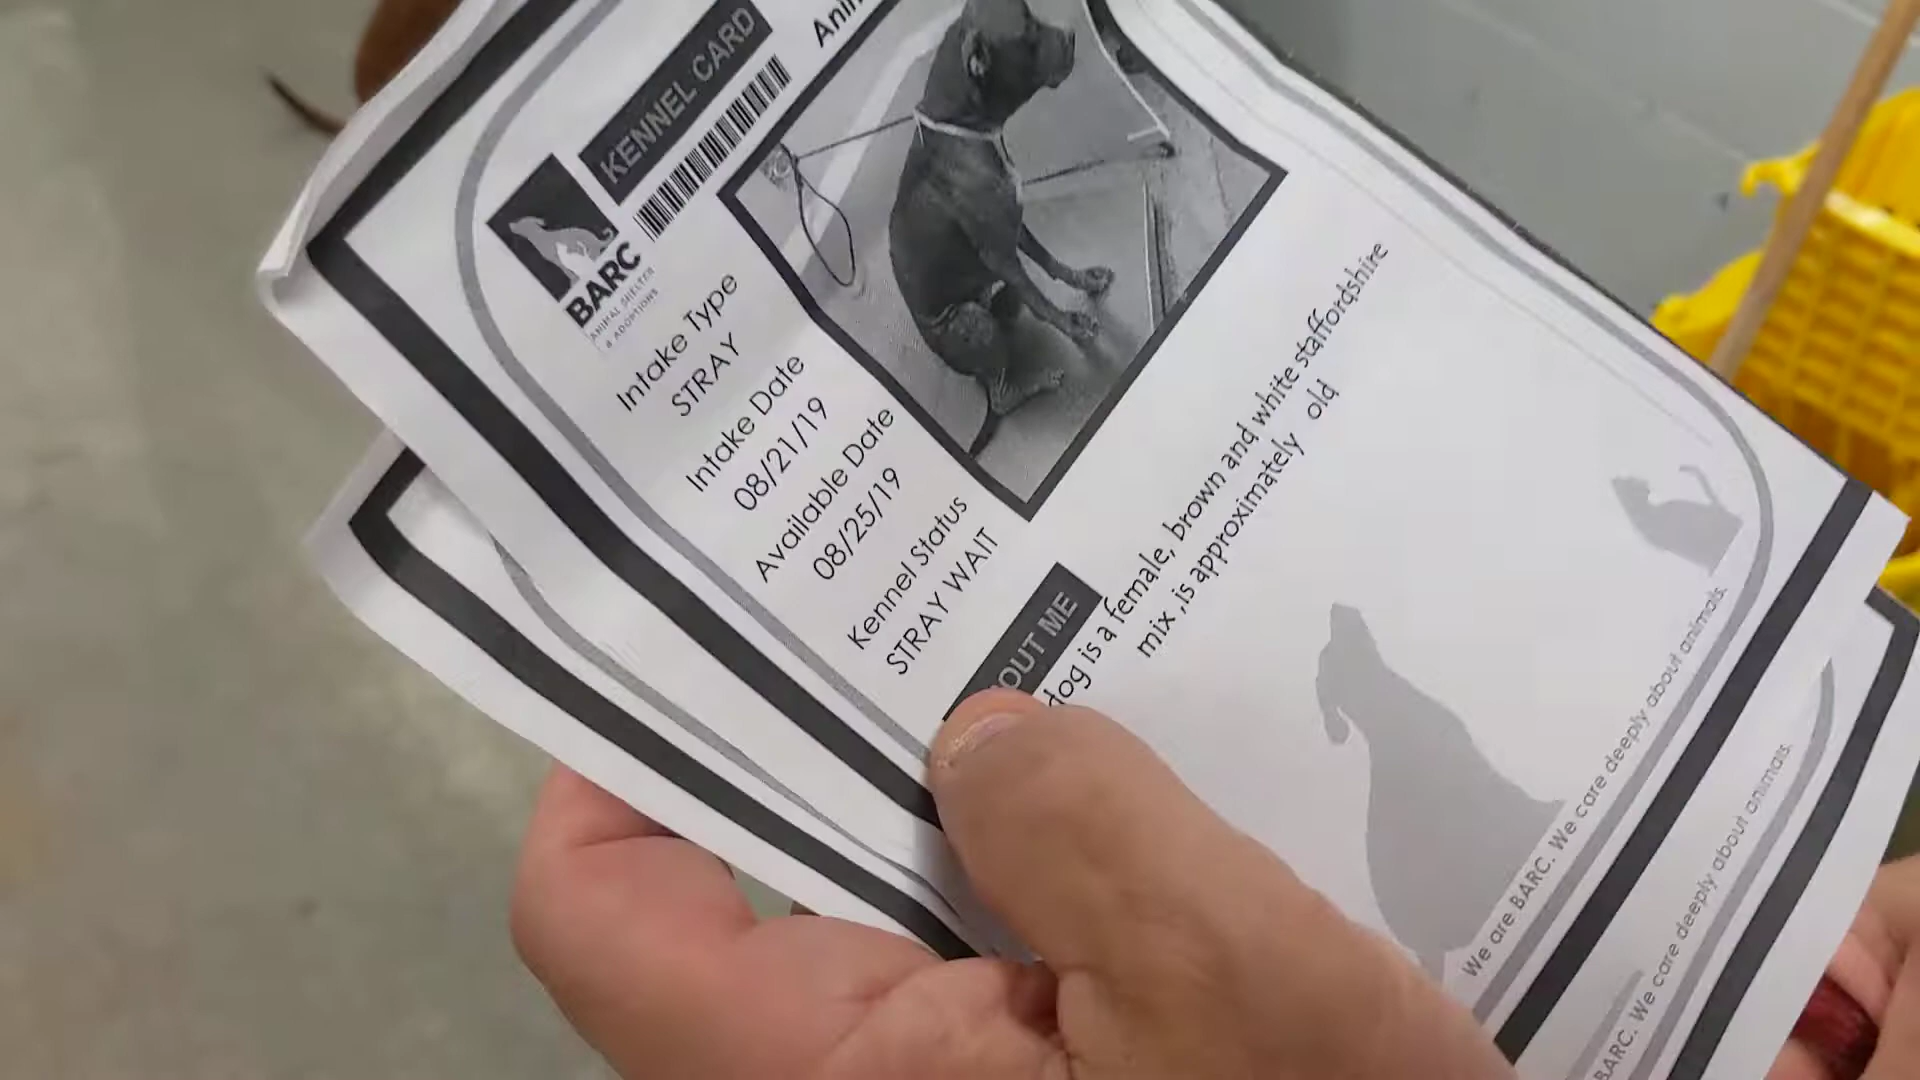 KENNEL CARD
BARC
ANIMAL SHELTER
& ADOPTIONS
Intake Type
STRAY
Intake Date
08/21/19
Available Date
08/25/19
Kennel Status
STRAY WAIT
dog is a female, brown and white staffordshire
mix ,is approximately old
We are BARC. We care deeply about animals.
BARC. We care deeply about animals.